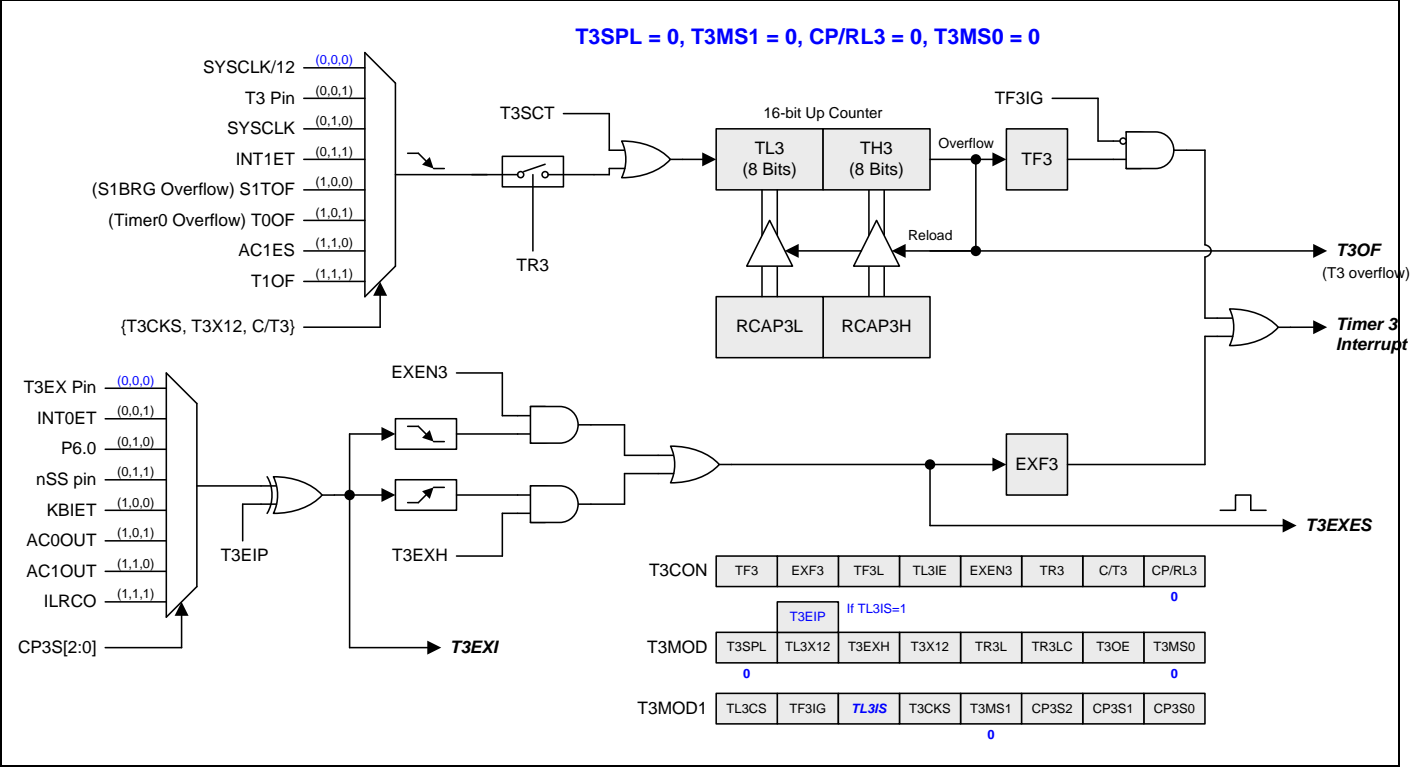 T3SPL = 0, T3MS1 = 0, CP/RL3 = 0, T3MS0 = 0
SYSCLK/12 (0,0,0)
T3 Pin (0,0,1)
SYSCLK (0,1,0)
INT1ET (0,1,1)
(S1BRG Overflow) S1TOF (1,0,0)
(Timer0 Overflow) T0OF (1,0,1)
AC1ES (1,1,0)
T1OF (1,1,1)
{T3CKS, T3X12, C/T3}
TR3
T3SCT
16-bit Up Counter
TL3
(8 Bits)
TH3
(8 Bits)
Overflow
TF3
TF3IG
Reload
RCAP3L
RCAP3H
T3OF
(T3 overflow)
Timer 3
Interrupt
T3EX Pin (0,0,0)
INT0ET (0,0,1)
P6.0 (0,1,0)
nSS pin (0,1,1)
KBIET (1,0,0)
AC0OUT (1,0,1)
AC1OUT (1,1,0)
ILRCO (1,1,1)
CP3S[2:0]
T3EIP
EXEN3
T3EXH
T3EXI
EXF3
T3EXES
T3CON TF3 EXF3 TF3L TL3IE EXEN3 TR3 C/T3 CP/RL3
0
T3EIP If TL3IS=1
T3MOD T3SPL TL3X12 T3EXH T3X12 TR3L TR3LC T3OE T3MS0
0 0
T3MOD1 TL3CS TF3IG TL3IS T3CKS T3MS1 CP3S2 CP3S1 CP3S0
0